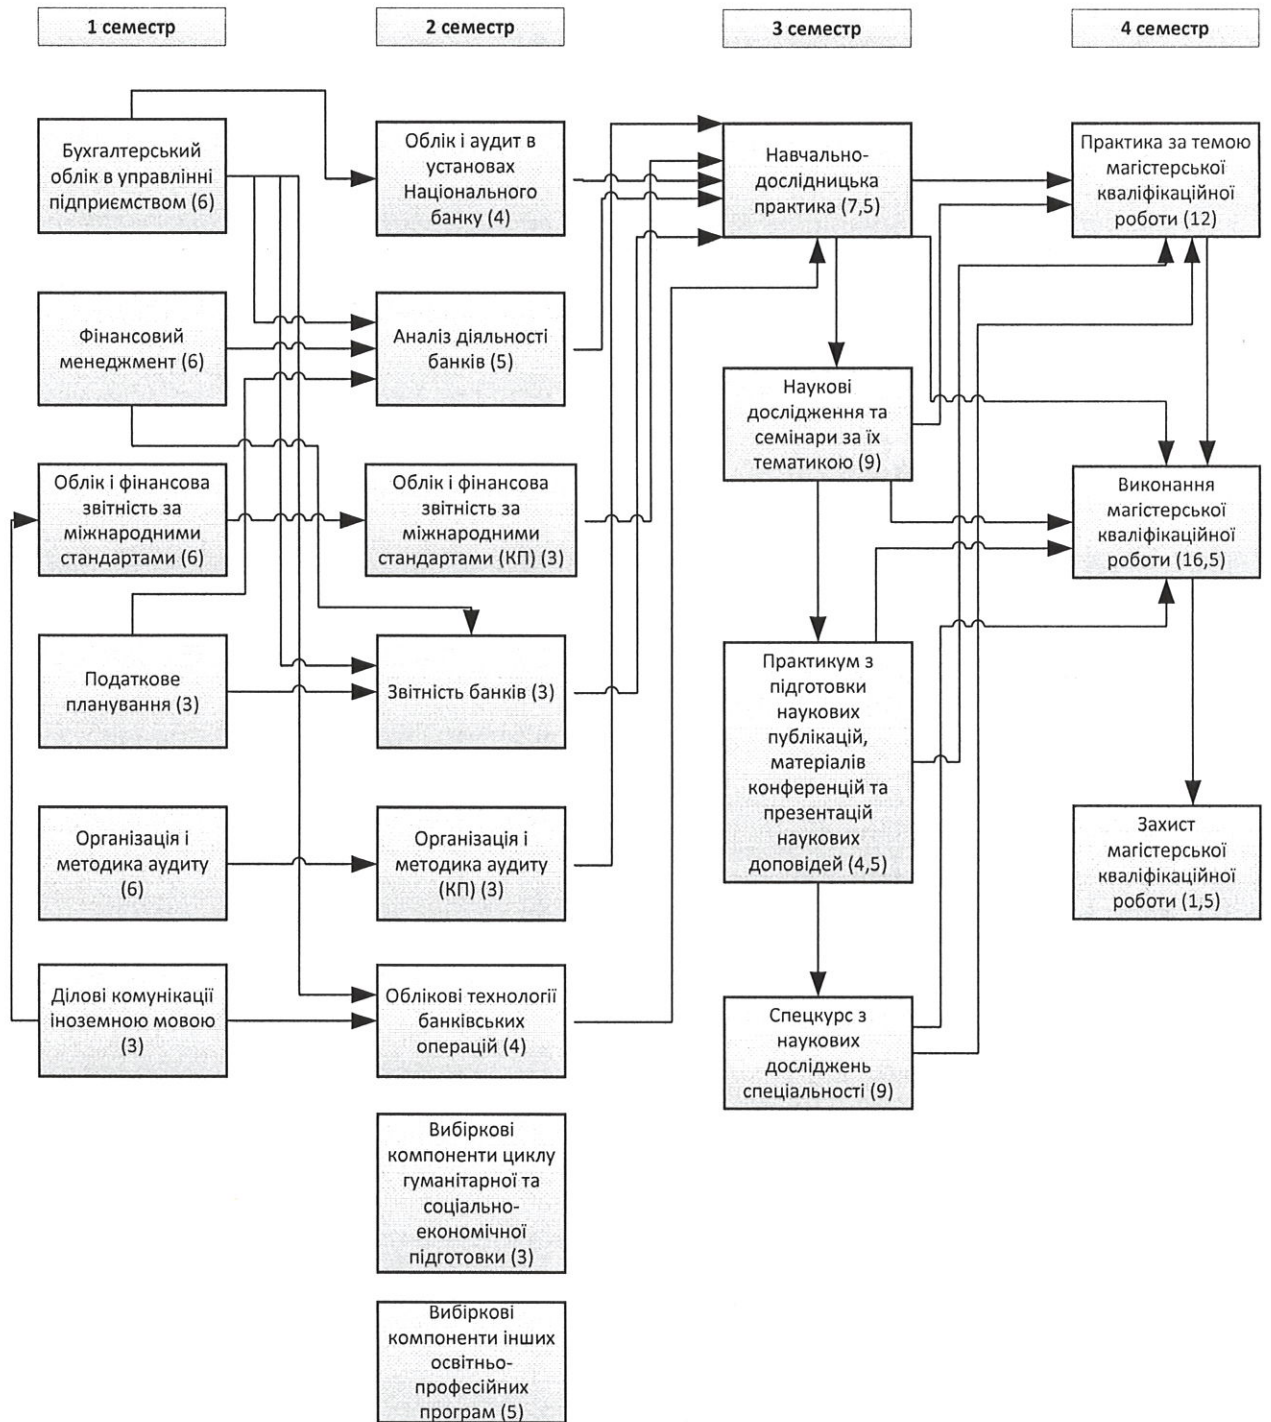 1 семестр
2 семестр
3 семестр
4 семестр
Бухгалтерський
облік в управлінні
підприємством (6)
Фінансовий
менеджмент (6)
Облік і фінансова
звітність за
міжнародними
стандартами (6)
Податкове
планування (3)
Організація і
методика аудиту
(6)
Ділові комунікації
іноземною мовою
(3)
Облік і аудит в
установах
Національного
банку (4)
Аналіз діяльності
банків (5)
Облік і фінансова
звітність за
міжнародними
стандартами (КП) (3)
Звітність банків (3)
Організація і
методика аудиту
(КП) (3)
Облікові технології
банківських
операцій (4)
Вибіркові
компоненти циклу
гуманітарної та
соціально-
економічної
підготовки (3)
Вибіркові
компоненти інших
освітньо-
професійних
програм (5)
Навчально-
дослідницька
практика (7,5)
Наукові
дослідження та
семінари за їх
тематикою (9)
Практикум з
підготовки
наукових
публікацій,
матеріалів
конференцій та
презентацій
наукових
доповідей (4,5)
Спецкурс з
наукових
досліджень
спеціальності (9)
Практика за темою
магістерської
кваліфікаційної
роботи (12)
Виконання
магістерської
кваліфікаційної
роботи (16,5)
Захист
магістерської
кваліфікаційної
роботи (1,5)